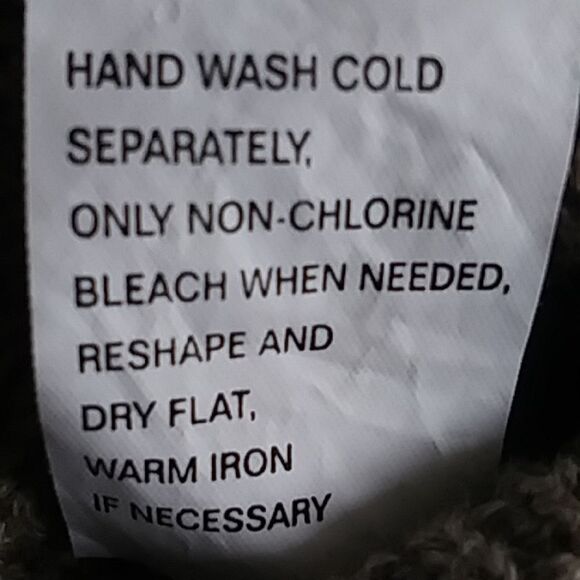 HAND WASH COLD
SEPARATELY,
ONLY NON-CHLORINE
BLEACH WHEN NEEDED,
RESHAPE AND
DRY FLAT,
WARM IRON
IF NECESSARY